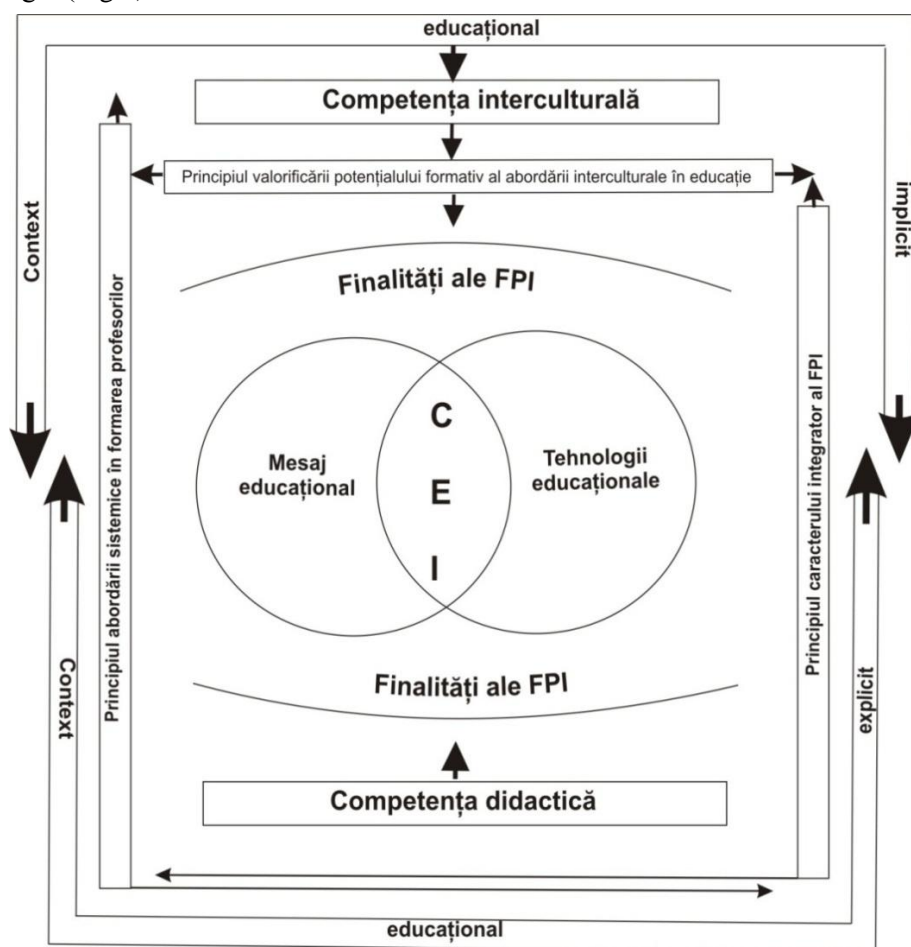 educațional
Competența interculturală
Principiul valorificării potențialului formativ al abordării interculturale în educație
Context
implicit
Finalități ale FPI
Principiul abordării sistemice în formarea profesorilor
Principiul caracterului integrator al FPI
Mesaj
educațional
C
E
I
Tehnologii
educaționale
Finalități ale FPI
Context
explicit
Competența didactică
educațional